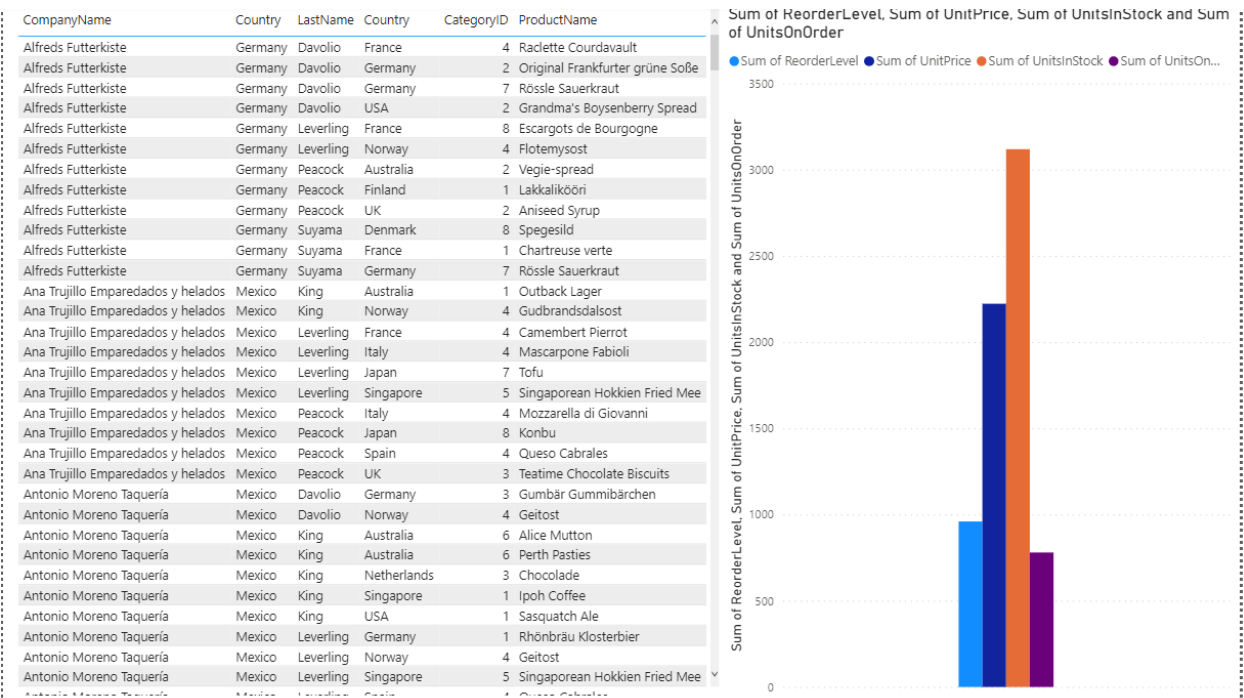 CompanyName Country LastName Country CategoryID ProductName
Alfreds Futterkiste Germany Davolio France 4 Raclette Courdavault
Alfreds Futterkiste Germany Davolio Germany 2 Original Frankfurter grüne Soße
Alfreds Futterkiste Germany Davolio Germany 7 Rössle Sauerkraut
Alfreds Futterkiste Germany Davolio USA 2 Grandma's Boysenberry Spread
Alfreds Futterkiste Germany Leverling France 8 Escargots de Bourgogne
Alfreds Futterkiste Germany Leverling Norway 4 Flotemysost
Alfreds Futterkiste Germany Peacock Australia 2 Vegie-spread
Alfreds Futterkiste Germany Peacock Finland 1 Lakkalikööri
Alfreds Futterkiste Germany Peacock UK 2 Aniseed Syrup
Alfreds Futterkiste Germany Suyama Denmark 8 Spegesild
Alfreds Futterkiste Germany Suyama France 1 Chartreuse verte
Alfreds Futterkiste Germany Suyama Germany 7 Rössle Sauerkraut
Ana Trujillo Emparedados y helados Mexico King Australia 1 Outback Lager
Ana Trujillo Emparedados y helados Mexico King Norway 4 Gudbrandsdalsost
Ana Trujillo Emparedados y helados Mexico Leverling France 4 Camembert Pierrot
Ana Trujillo Emparedados y helados Mexico Leverling Italy 4 Mascarpone Fabioli
Ana Trujillo Emparedados y helados Mexico Leverling Japan 7 Tofu
Ana Trujillo Emparedados y helados Mexico Leverling Singapore 5 Singaporean Hokkien Fried Mee
Ana Trujillo Emparedados y helados Mexico Peacock Italy 4 Mozzarella di Giovanni
Ana Trujillo Emparedados y helados Mexico Peacock Japan 8 Konbu
Ana Trujillo Emparedados y helados Mexico Peacock Spain 4 Queso Cabrales
Ana Trujillo Emparedados y helados Mexico Peacock UK 3 Teatime Chocolate Biscuits
Antonio Moreno Taquería Mexico Davolio Germany 3 Gumbär Gummibärchen
Antonio Moreno Taquería Mexico Davolio Norway 4 Geitost
Antonio Moreno Taquería Mexico King Australia 6 Alice Mutton
Antonio Moreno Taquería Mexico King Australia 6 Perth Pasties
Antonio Moreno Taquería Mexico King Netherlands 3 Chocolade
Antonio Moreno Taquería Mexico King Singapore 1 Ipoh Coffee
Antonio Moreno Taquería Mexico King USA 1 Sasquatch Ale
Antonio Moreno Taquería Mexico Leverling Germany 1 Rhönbräu Klosterbier
Antonio Moreno Taquería Mexico Leverling Norway 4 Geitost
Antonio Moreno Taquería Mexico Leverling Singapore 5 Singaporean Hokkien Fried Mee
Sum of ReorderLevel, Sum of UnitPrice, Sum of UnitsInStock and Sum
of UnitsOnOrder
Sum of ReorderLevel Sum of UnitPrice Sum of UnitsInStock Sum of UnitsOn...
Sum of ReorderLevel, Sum of UnitPrice, Sum of UnitsInStock and Sum of UnitsOnOrder
3500
3000
2500
2000
1500
1000
500
0